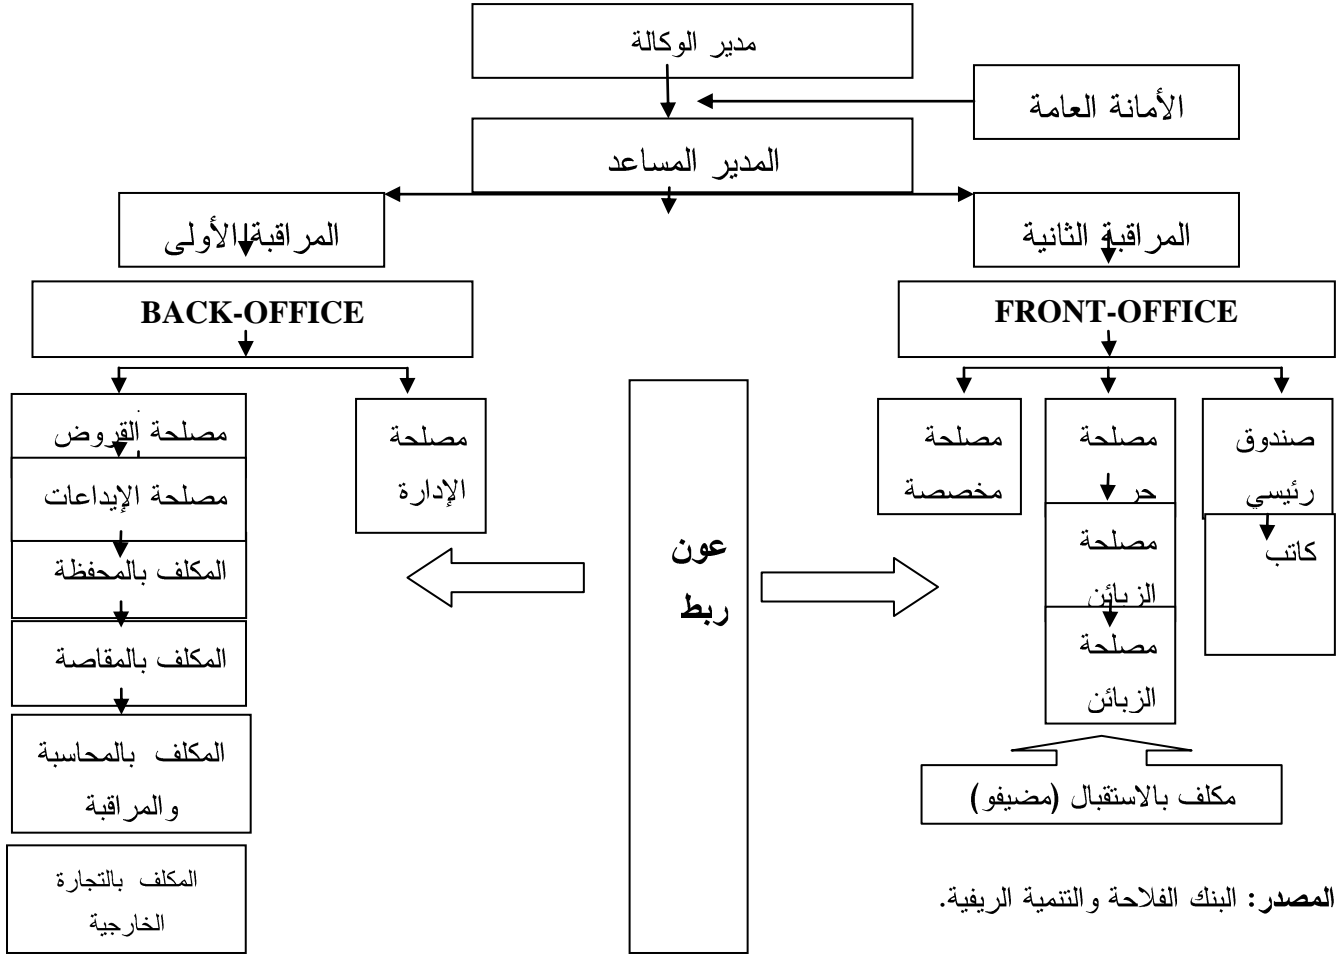 مدير الوكالة
الأمانة العامة
المدير المساعد
المراقبة الثانية
المراقبة الأولى
FRONT-OFFICE
BACK-OFFICE
صندوق
رئيسي
كاتب
مصلحة
حر
مصلحة
الزبائن
مصلحة
الزبائن
مصلحة
مخصصة
مكلف بالاستقبال (مضيفو)
عون
ربط
مصلحة
الإدارة
مصلحة القروض
مصلحة الإيداعات
المكلف بالمحفظة
المكلف بالمقاصة
المكلف بالمحاسبة
والمراقبة
المكلف بالتجارة
الخارجية
المصدر: البنك الفلاحة والتنمية الريفية.